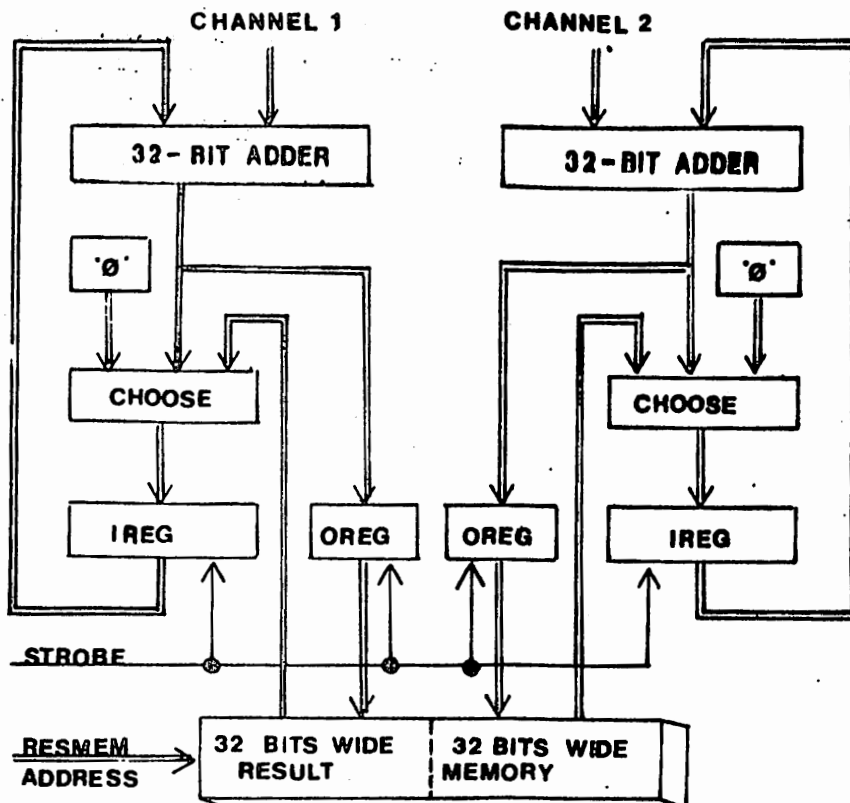 CHANNEL 1
CHANNEL 2
32-BIT ADDER
32-BIT ADDER
'Ø'
'Ø'
CHOOSE
CHOOSE
IREG
OREG
OREG
IREG
STROBE
RESMEM
ADDRESS
32 BITS WIDE
RESULT
32 BITS WIDE
MEMORY